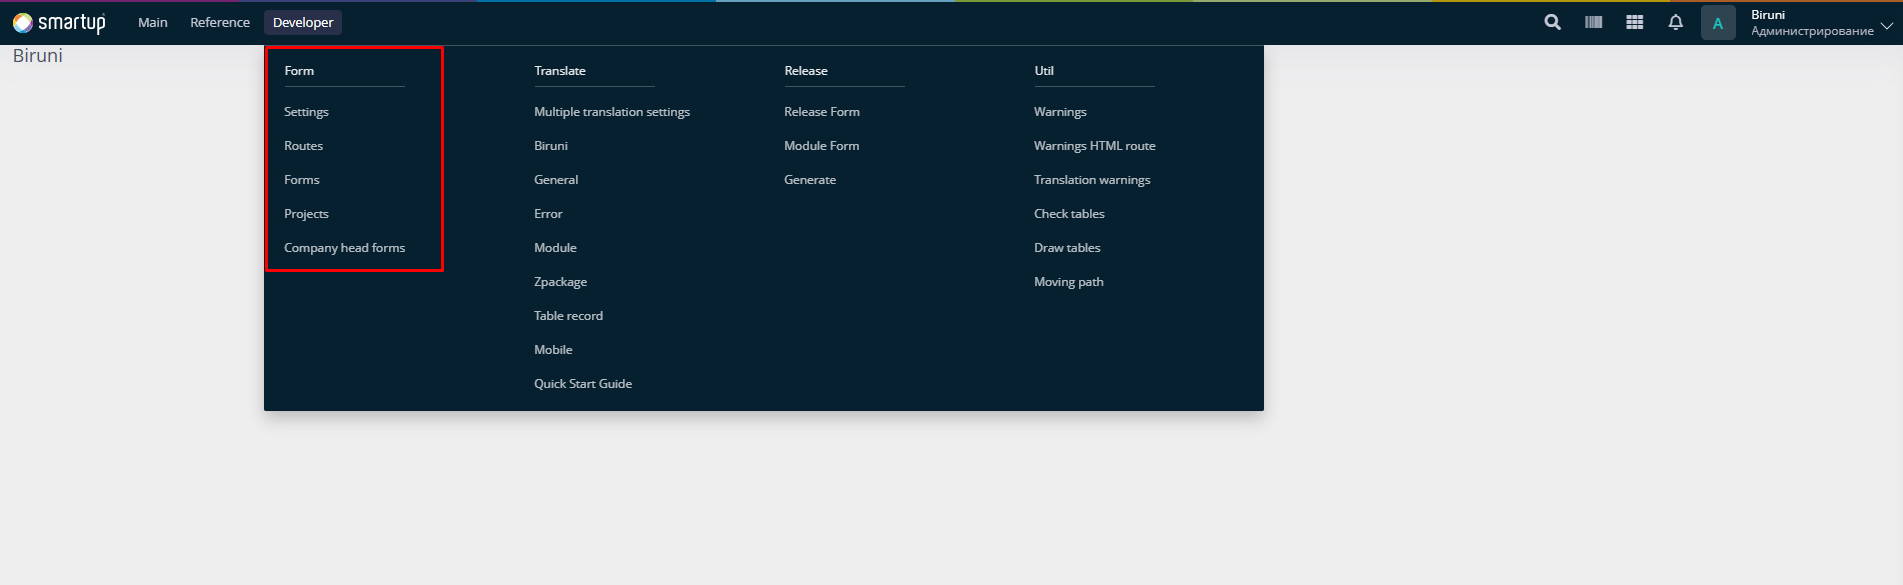 smartup Main Reference Developer A Biruni
Администрирование
Biruni
Form
Settings
Routes
Forms
Projects
Company head forms
Translate
Multiple translation settings
Biruni
General
Error
Module
Zpackage
Table record
Mobile
Quick Start Guide
Release
Release Form
Module Form
Generate
Util
Warnings
Warnings HTML route
Translation warnings
Check tables
Draw tables
Moving path